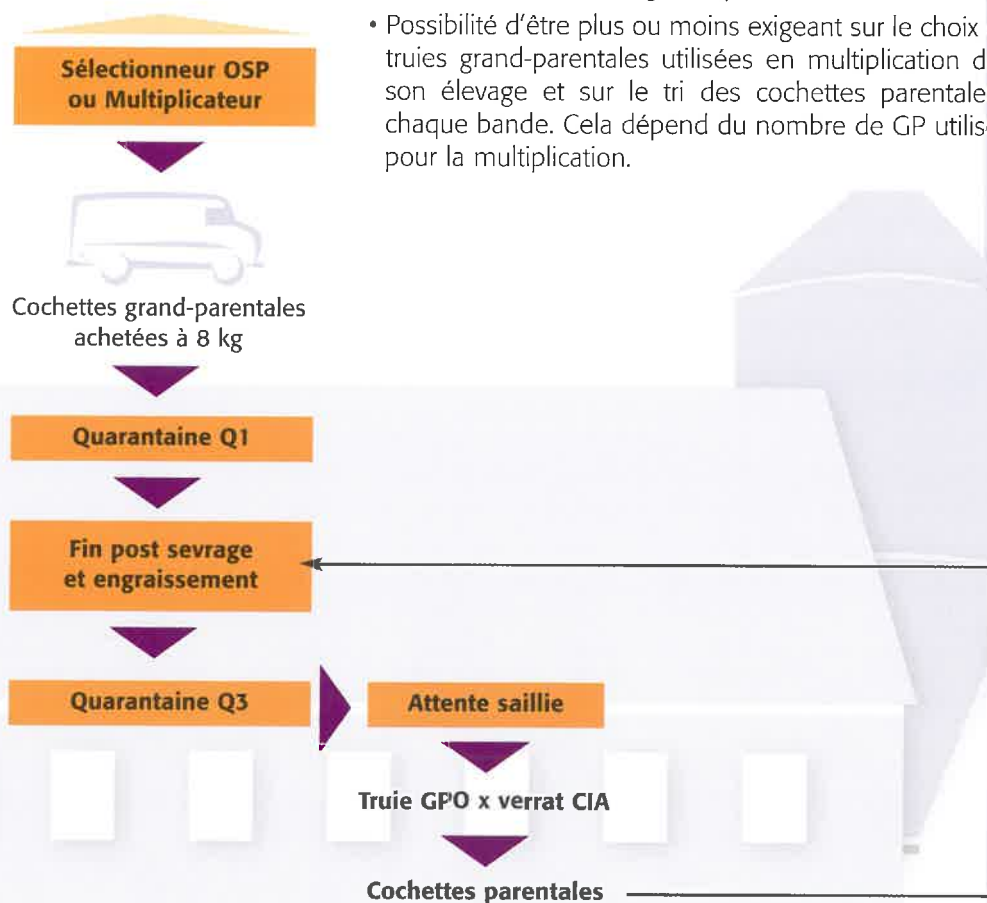 Sélectionneur OSP
ou Multiplicateur
• Possibilité d'être plus ou moins exigeant sur le choix
truies grand-parentales utilisées en multiplication d
son élevage et sur le tri des cochettes parentale
chaque bande. Cela dépend du nombre de GP utilis
pour la multiplication.
Cochettes grand-parentales
achetées à 8 kg
Quarantaine Q1
Fin post sevrage
et engraissement
Quarantaine Q3
Attente saillie
Truie GPO x verrat CIA
Cochettes parentales